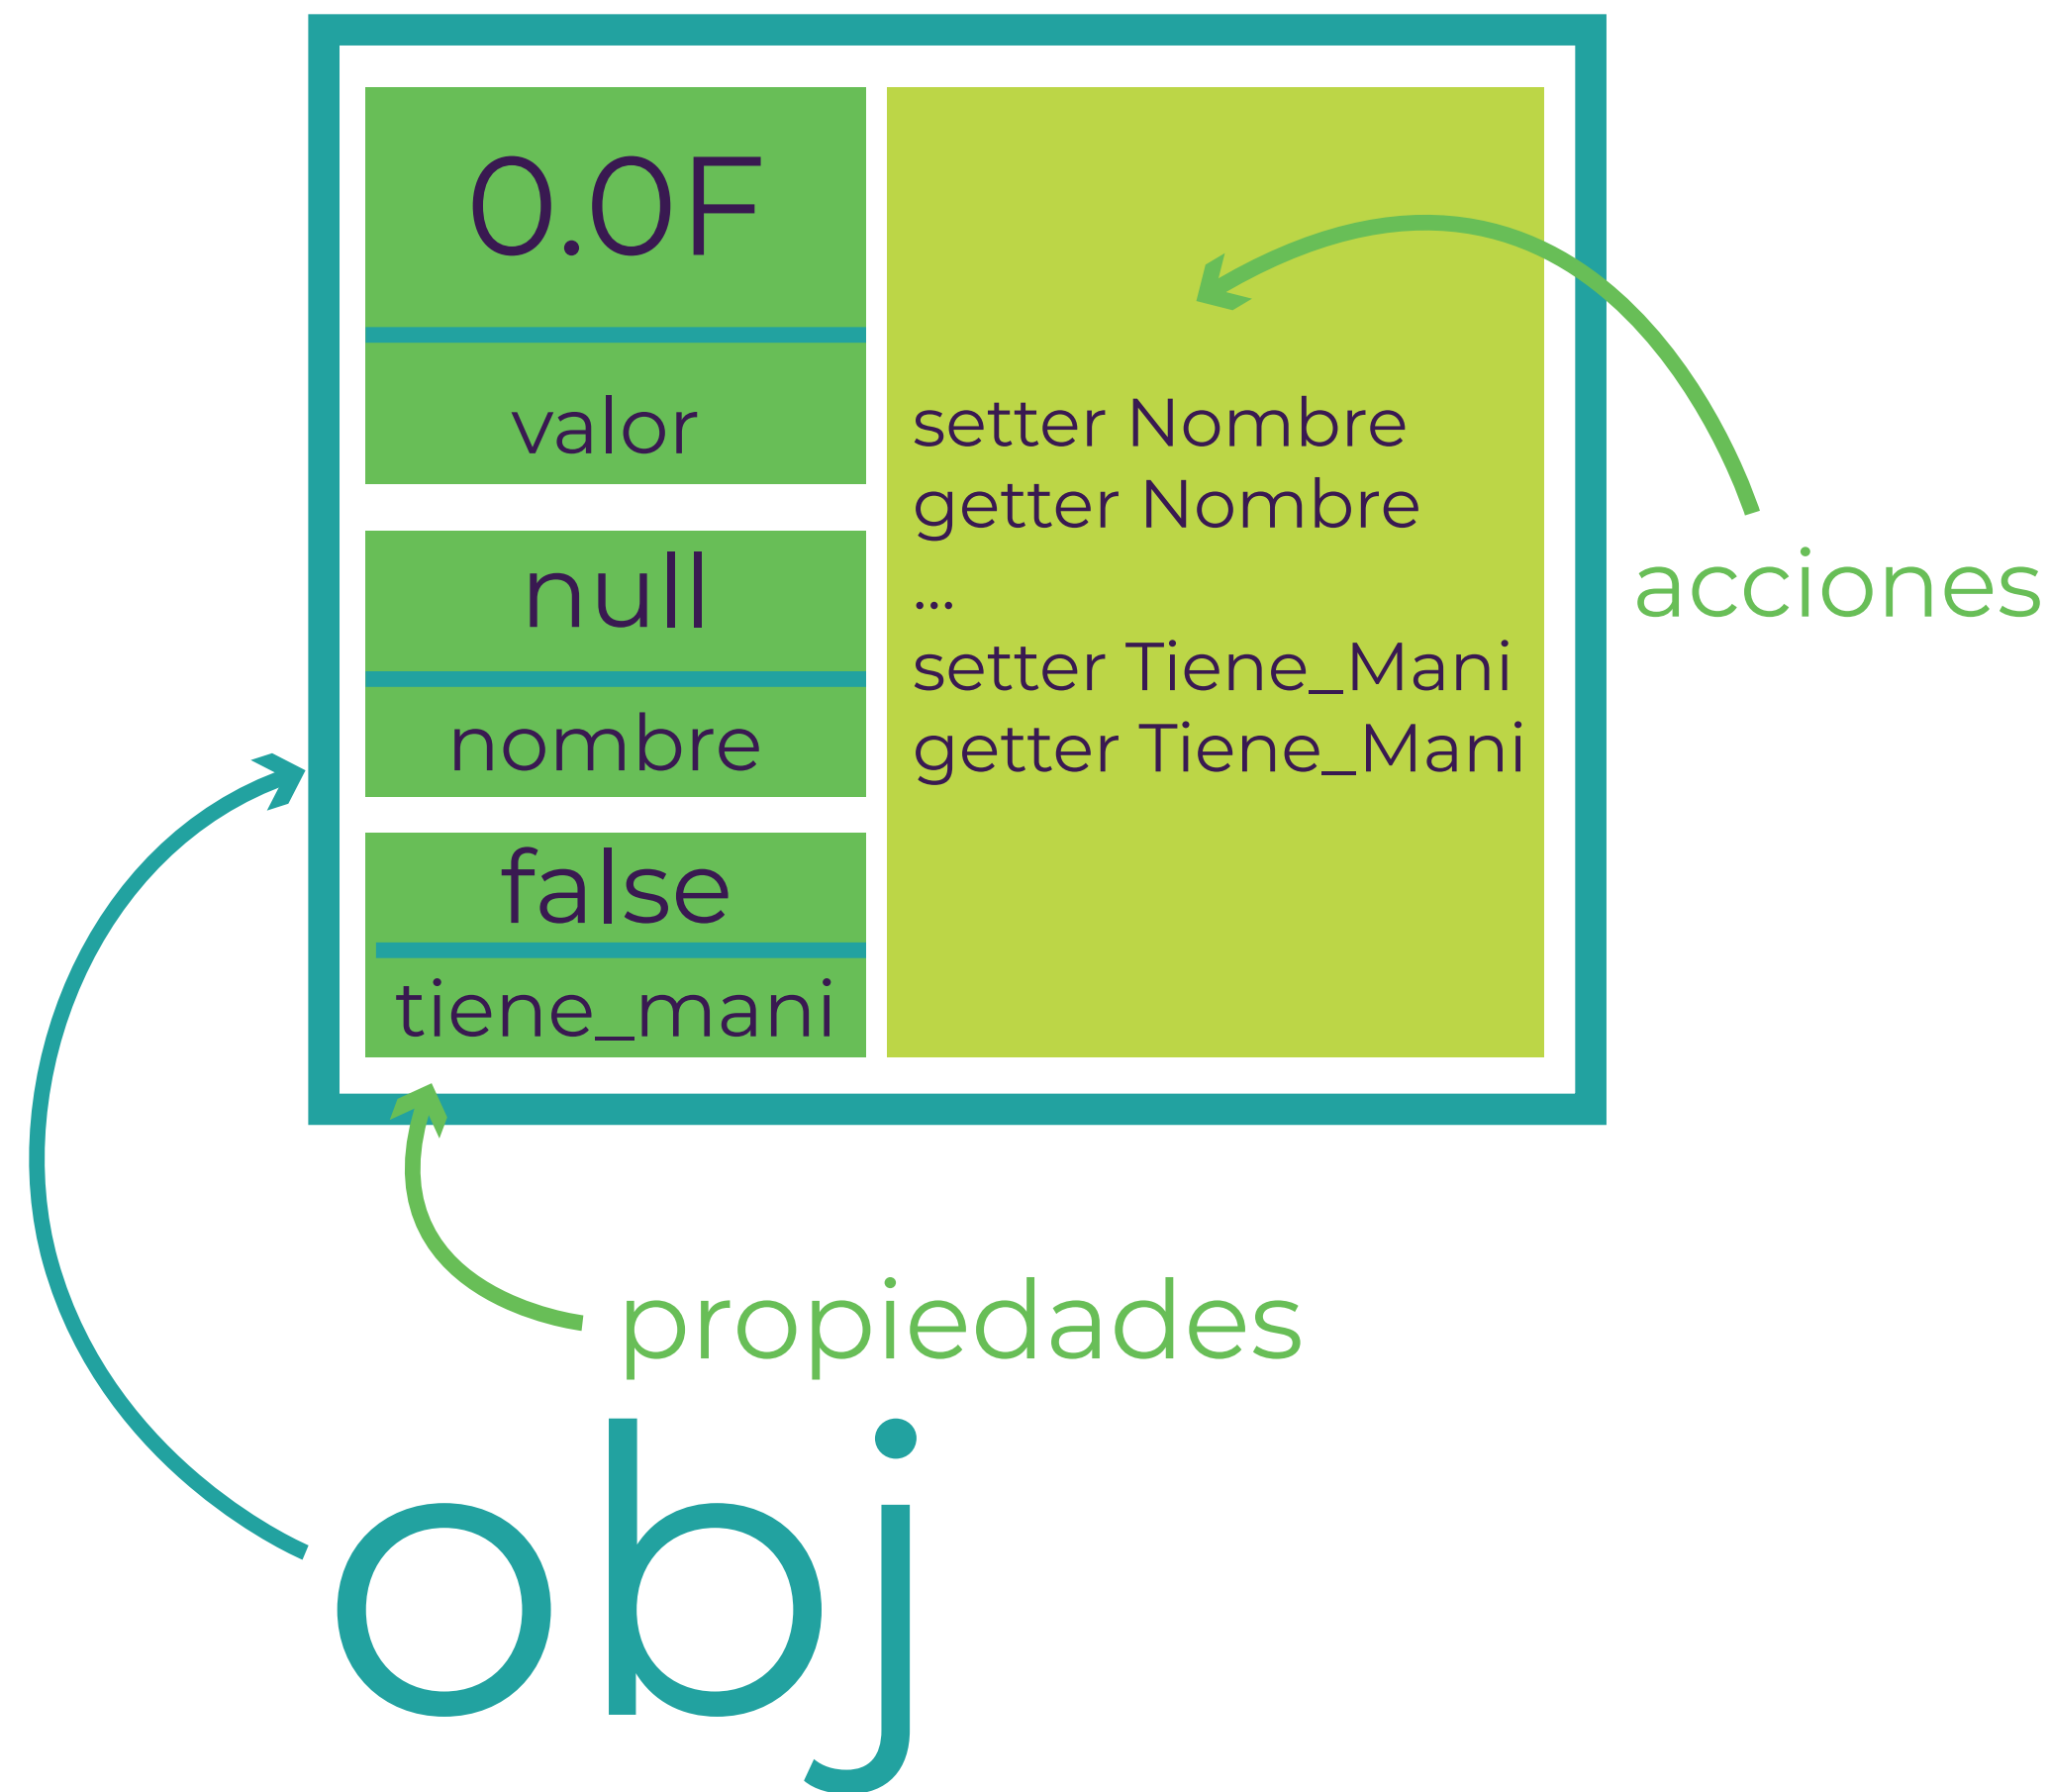 0.0F
valor
null
nombre
false
tiene_mani
setter Nombre
getter Nombre
...
setter Tiene_Mani
getter Tiene_Mani
acciones
propiedades
obj